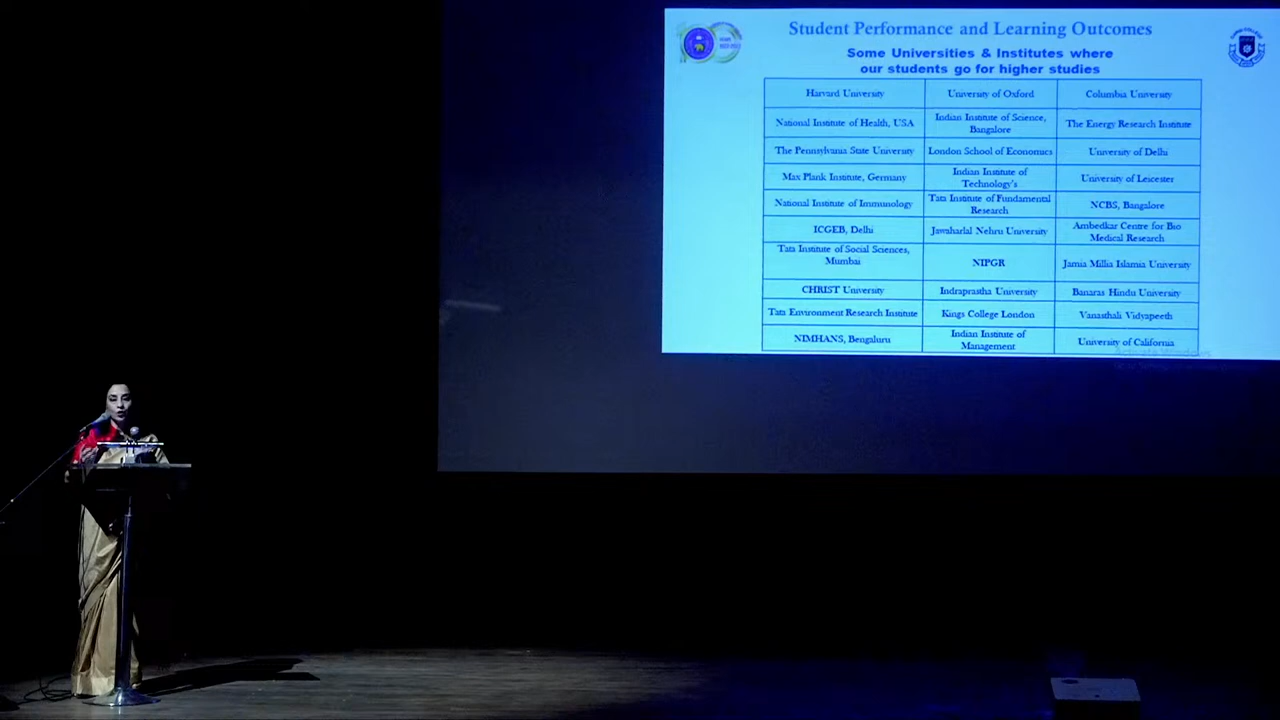 Student Performance and Learning Outcomes
Some Universities & Institutes where
our students go for higher studies
Harvard University
University of Oxford
Columbia University
National Institute of Health, USA
Indian Institute of Science,
Bangalore
The Energy Research Institute
The Pennsylvania State University
London School of Economics
University of Delhi
Max Plank Institute, Germany
Indian Institute of
Technology's
University of Leicester
National Institute of Immunology
Tata Institute of Fundamental
Research
NCBS, Bangalore
ICGEB, Delhi
Jawaharlal Nehru University
Ambedkar Centre for Bio
Medical Research
Tata Institute of Social Sciences,
Mumbai
NIPGR
Jamia Millia Islamia University
CHRIST University
Indraprastha University
Banaras Hindu University
Tata Environment Research Institute
Kings College London
Vanasthali Vidyapeeth
NIMHANS, Bengaluru
Indian Institute of
Management
University of California
Activate Windows